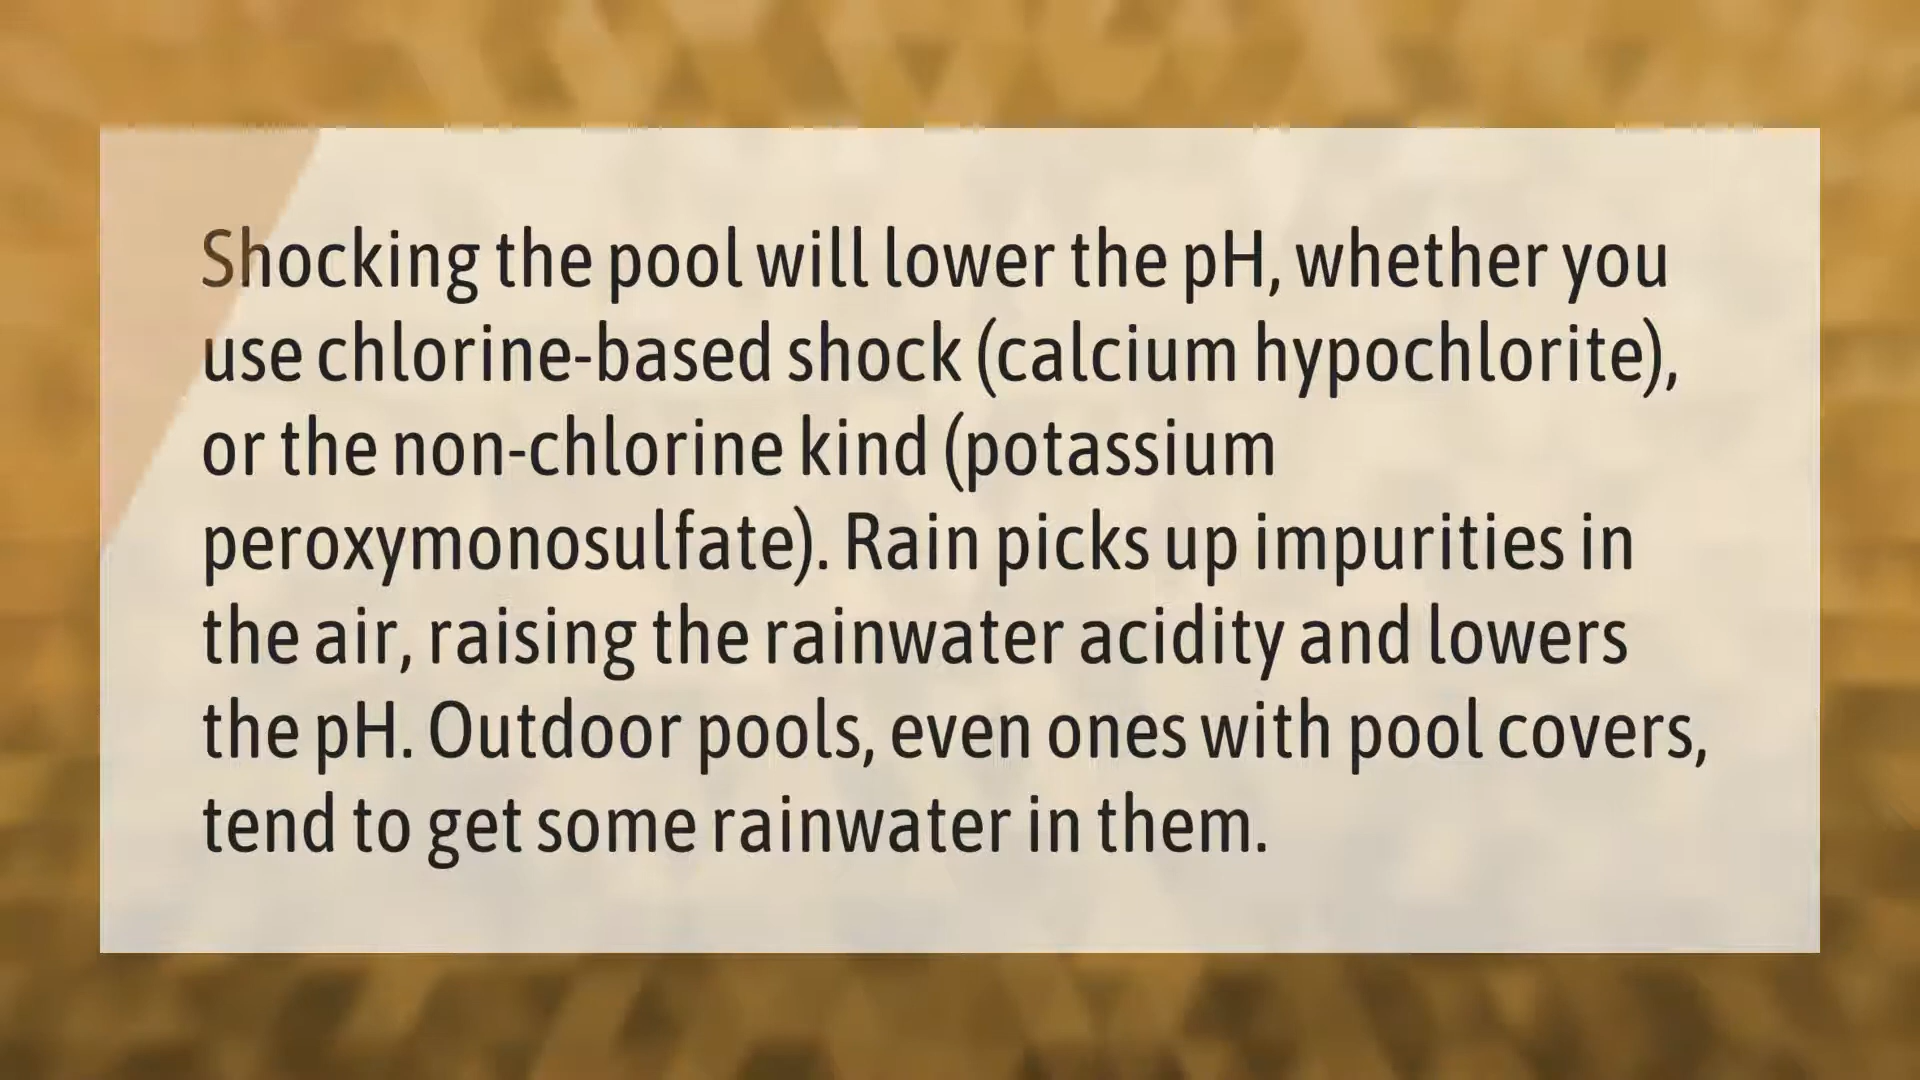 Shocking the pool will lower the pH, whether you
use chlorine-based shock (calcium hypochlorite),
or the non-chlorine kind (potassium
peroxymonosulfate). Rain picks up impurities in
the air, raising the rainwater acidity and lowers
the pH. Outdoor pools, even ones with pool covers,
tend to get some rainwater in them.